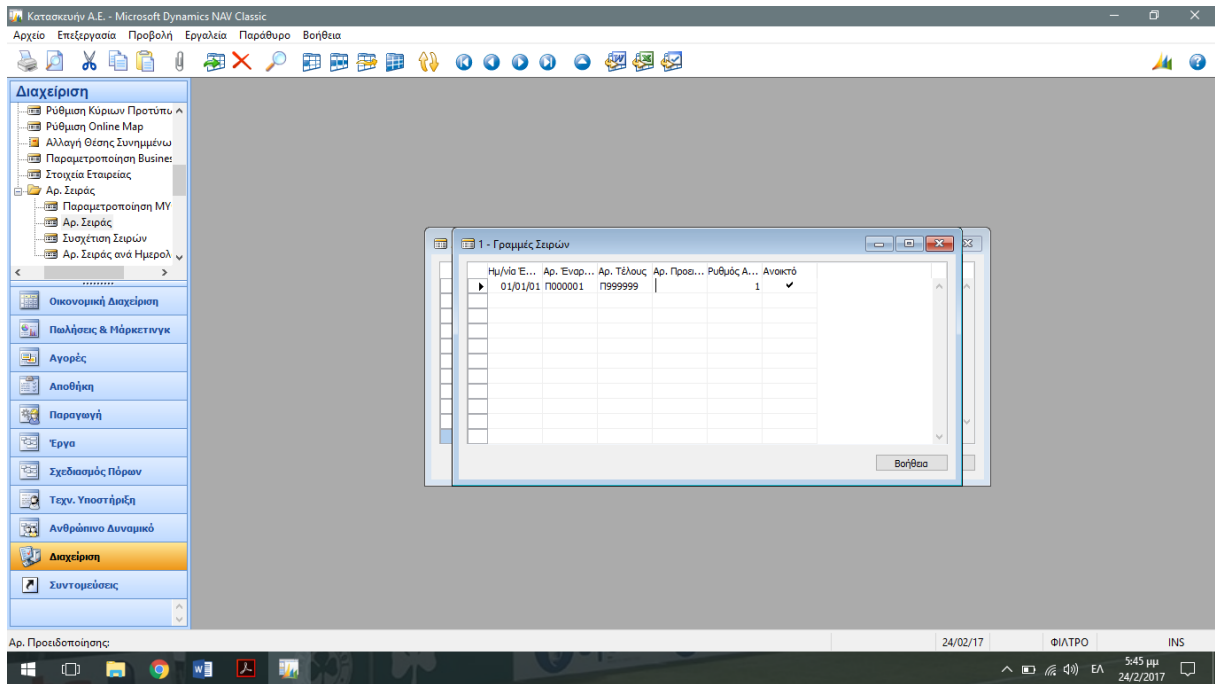 Κατασκευήν Α.Ε. - Microsoft Dynamics NAV Classic
Αρχείο Επεξεργασία Προβολή Εργαλεία Παράθυρο Βοήθεια
Διαχείριση
Ρύθμιση Κύριων Προτύπω
Ρύθμιση Online Map
Αλλαγή Θέσης Συνημμένω
Παραμετροποίηση Busines
Στοιχεία Εταιρείας
Αρ. Σειράς
Παραμετροποίηση ΜΥ
Αρ. Σειράς
Συσχέτιση Σειρών
Αρ. Σειράς ανά Ημερολ
Οικονομική Διαχείριση
Πωλήσεις & Μάρκετινγκ
Αγορές
Αποθήκη
Παραγωγή
Έργα
Σχεδιασμός Πόρων
Τεχν. Υποστήριξη
Ανθρώπινο Δυναμικό
Διαχείριση
Συντομεύσεις
1 - Γραμμές Σειρών
Ημ/νία Έ... Αρ. Έναρ... Αρ. Τέλους Αρ. Προει... Ρυθμός Α... Ανοικτό
01/01/01 Π000001 Π999999 1 ✔
Βοήθεια
Αρ. Προειδοποίησης: 24/02/17 ΦΙΛΤΡΟ INS
ΕΛ 5:45 μμ
24/2/2017